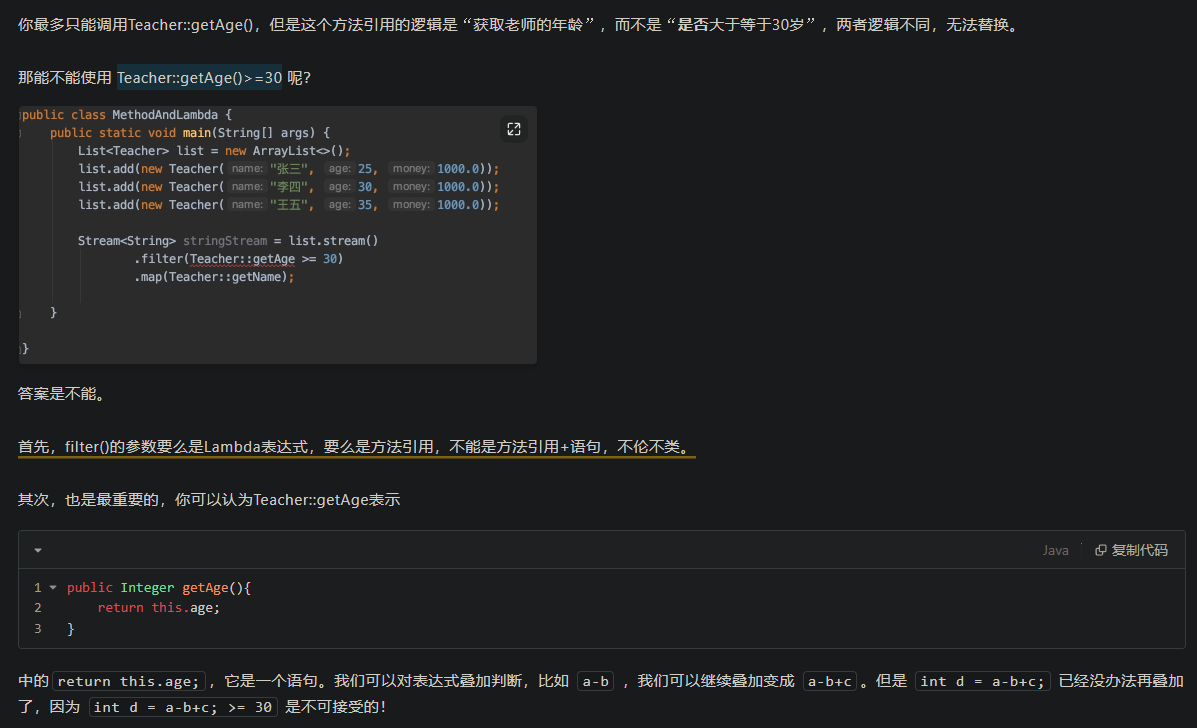 你最多只能调用Teacher::getAge()，但是这个方法引用的逻辑是“获取老师的年龄”，而不是“是否大于等于30岁”，两者逻辑不同，无法替换。
那能不能使用 Teacher::getAge()>=30 呢？
public class MethodAndLambda {
public static void main(String[] args) {
List<Teacher> list = new ArrayList<>();
list.add(new Teacher( name: "张三", age: 25, money: 1000.0));
list.add(new Teacher( name: "李四", age: 30, money: 1000.0));
list.add(new Teacher( name: "王五", age: 35, money: 1000.0));
Stream<String> stringStream = list.stream()
.filter(Teacher::getAge >= 30)
.map(Teacher::getName);
}
}
答案是不能。
首先，filter()的参数要么是Lambda表达式，要么是方法引用，不能是方法引用+语句，不伦不类。
其次，也是最重要的，你可以认为Teacher::getAge表示
Java 复制代码
1 public Integer getAge(){
2 return this.age;
3 }
中的 return this.age; ，它是一个语句。我们可以对表达式叠加判断，比如 a-b ，我们可以继续叠加变成 a-b+c 。但是 int d = a-b+c; 已经没办法再叠加
了，因为 int d = a-b+c; >= 30 是不可接受的！